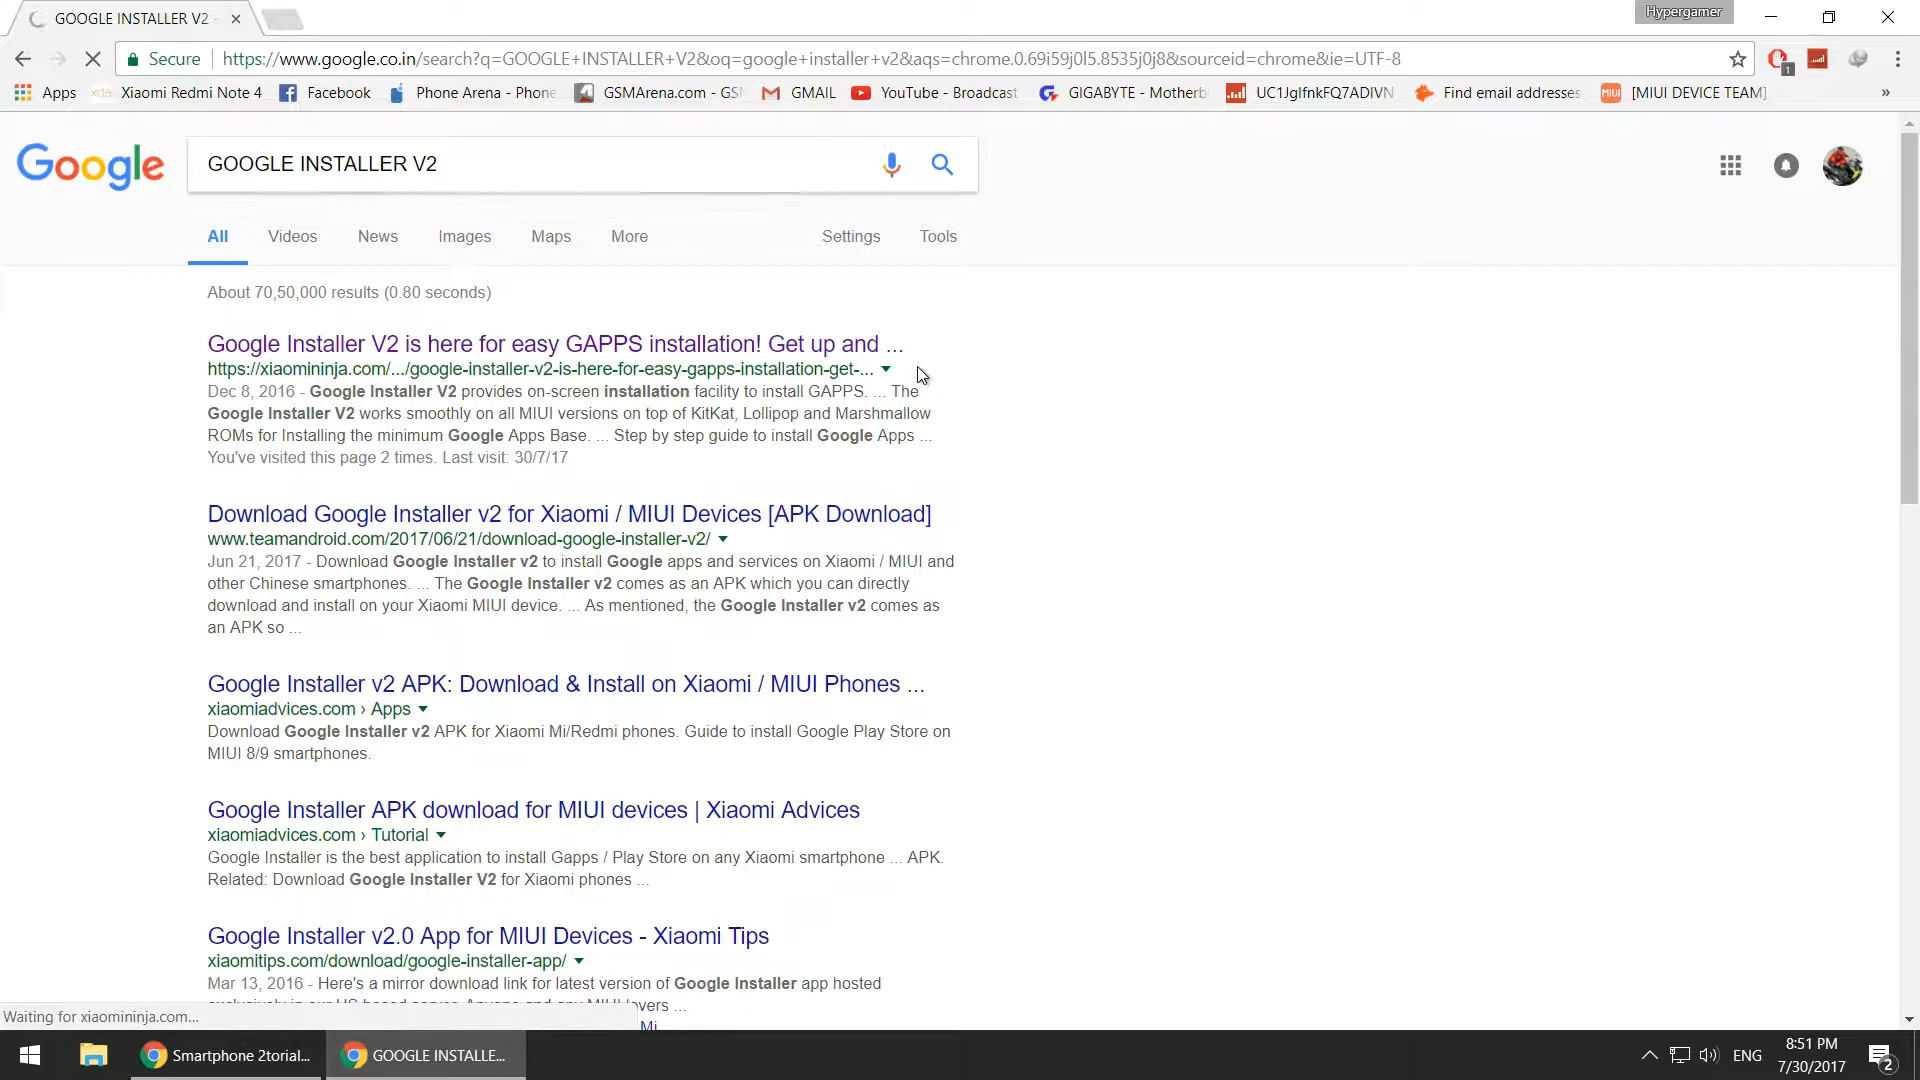 GOOGLE INSTALLER V2 -
Hypergamer
Secure
https://www.google.co.in/search?q=GOOGLE+INSTALLER+V2&oq=google+installer+v2&aqs=chrome.0.69i59j0l5.8535j0j8&sourceid=chrome&ie=UTF-8
1
Apps
xda
Xiaomi Redmi Note 4
Facebook
Phone Arena - Phone
GSMArena.com - GSM
GMAIL
YouTube - Broadcast
GIGABYTE - Motherb
UC1JglfnkFQ7ADIVN
Find email addresses
MIUI
[MIUI DEVICE TEAM]
»
Google
GOOGLE INSTALLER V2
All
Videos
News
Images
Maps
More
Settings
Tools
About 70,50,000 results (0.80 seconds)
Google Installer V2 is here for easy GAPPS installation! Get up and ...
https://xiaomininja.com/.../google-installer-v2-is-here-for-easy-gapps-installation-get-...
Dec 8, 2016 - Google Installer V2 provides on-screen installation facility to install GAPPS. ... The
Google Installer V2 works smoothly on all MIUI versions on top of KitKat, Lollipop and Marshmallow
ROMs for Installing the minimum Google Apps Base. ... Step by step guide to install Google Apps ...
You've visited this page 2 times. Last visit: 30/7/17
Download Google Installer v2 for Xiaomi / MIUI Devices [APK Download]
www.teamandroid.com/2017/06/21/download-google-installer-v2/
Jun 21, 2017 - Download Google Installer v2 to install Google apps and services on Xiaomi / MIUI and
other Chinese smartphones. ... The Google Installer v2 comes as an APK which you can directly
download and install on your Xiaomi MIUI device. ... As mentioned, the Google Installer v2 comes as
an APK so ...
Google Installer v2 APK: Download & Install on Xiaomi / MIUI Phones ...
xiaomiadvices.com › Apps
Download Google Installer v2 APK for Xiaomi Mi/Redmi phones. Guide to install Google Play Store on
MIUI 8/9 smartphones.
Google Installer APK download for MIUI devices | Xiaomi Advices
xiaomiadvices.com › Tutorial
Google Installer is the best application to install Gapps / Play Store on any Xiaomi smartphone ... APK.
Related: Download Google Installer V2 for Xiaomi phones ...
Google Installer v2.0 App for MIUI Devices - Xiaomi Tips
xiaomitips.com/download/google-installer-app/
Mar 13, 2016 - Here's a mirror download link for latest version of Google Installer app hosted
Waiting for xiaomininja.com...
Mi
Smartphone 2torial...
GOOGLE INSTALLE...
ENG
8:51 PM
7/30/2017
2